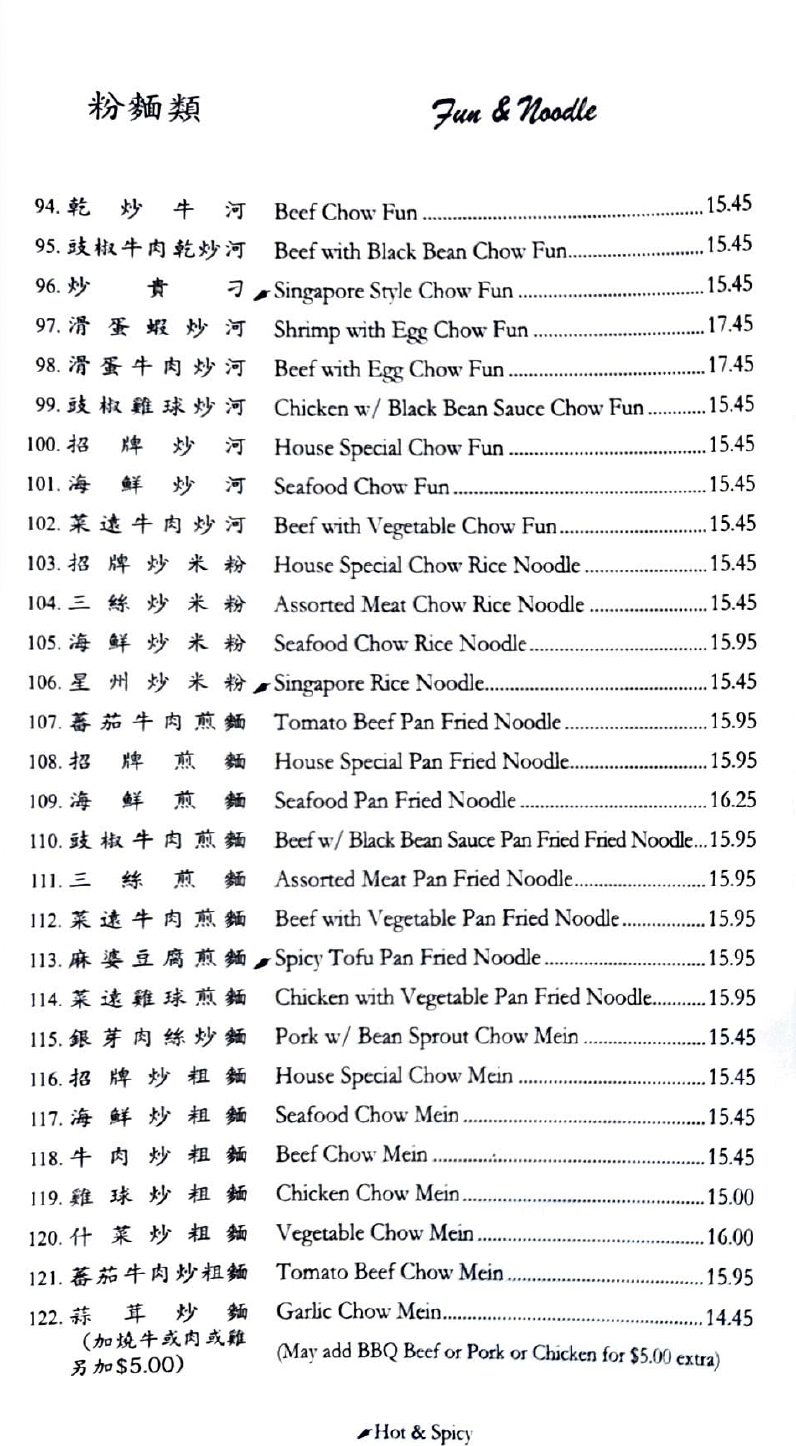 粉麵類 Fun & Noodle
94. 乾炒牛河 Beef Chow Fun 15.45
95. 豉椒牛肉乾炒河 Beef with Black Bean Chow Fun 15.45
96. 炒貴刁 Singapore Style Chow Fun 15.45
97. 滑蛋蝦炒河 Shrimp with Egg Chow Fun 17.45
98. 滑蛋牛肉炒河 Beef with Egg Chow Fun 17.45
99. 豉椒雞球炒河 Chicken w/ Black Bean Sauce Chow Fun 15.45
100. 招牌炒河 House Special Chow Fun 15.45
101. 海鮮炒河 Seafood Chow Fun 15.45
102. 菜遠牛肉炒河 Beef with Vegetable Chow Fun 15.45
103. 招牌炒米粉 House Special Chow Rice Noodle 15.45
104. 三絲炒米粉 Assorted Meat Chow Rice Noodle 15.45
105. 海鮮炒米粉 Seafood Chow Rice Noodle 15.95
106. 星州炒米粉 Singapore Rice Noodle 15.45
107. 蕃茄牛肉煎麵 Tomato Beef Pan Fried Noodle 15.95
108. 招牌煎麵 House Special Pan Fried Noodle 15.95
109. 海鮮煎麵 Seafood Pan Fried Noodle 16.25
110. 豉椒牛肉煎麵 Beef w/ Black Bean Sauce Pan Fried Fried Noodle 15.95
111. 三絲煎麵 Assorted Meat Pan Fried Noodle 15.95
112. 菜遠牛肉煎麵 Beef with Vegetable Pan Fried Noodle 15.95
113. 麻婆豆腐煎麵 Spicy Tofu Pan Fried Noodle 15.95
114. 菜遠雞球煎麵 Chicken with Vegetable Pan Fried Noodle 15.95
115. 銀芽肉絲炒麵 Pork w/ Bean Sprout Chow Mein 15.45
116. 招牌炒粗麵 House Special Chow Mein 15.45
117. 海鮮炒粗麵 Seafood Chow Mein 15.45
118. 牛肉炒粗麵 Beef Chow Mein 15.45
119. 雞球炒粗麵 Chicken Chow Mein 15.00
120. 什菜炒粗麵 Vegetable Chow Mein 16.00
121. 蕃茄牛肉炒粗麵 Tomato Beef Chow Mein 15.95
122. 蒜茸炒麵 Garlic Chow Mein 14.45
(加燒牛或肉或雞 (May add BBQ Beef or Pork or Chicken for $5.00 extra)
另加$5.00)
Hot & Spicy